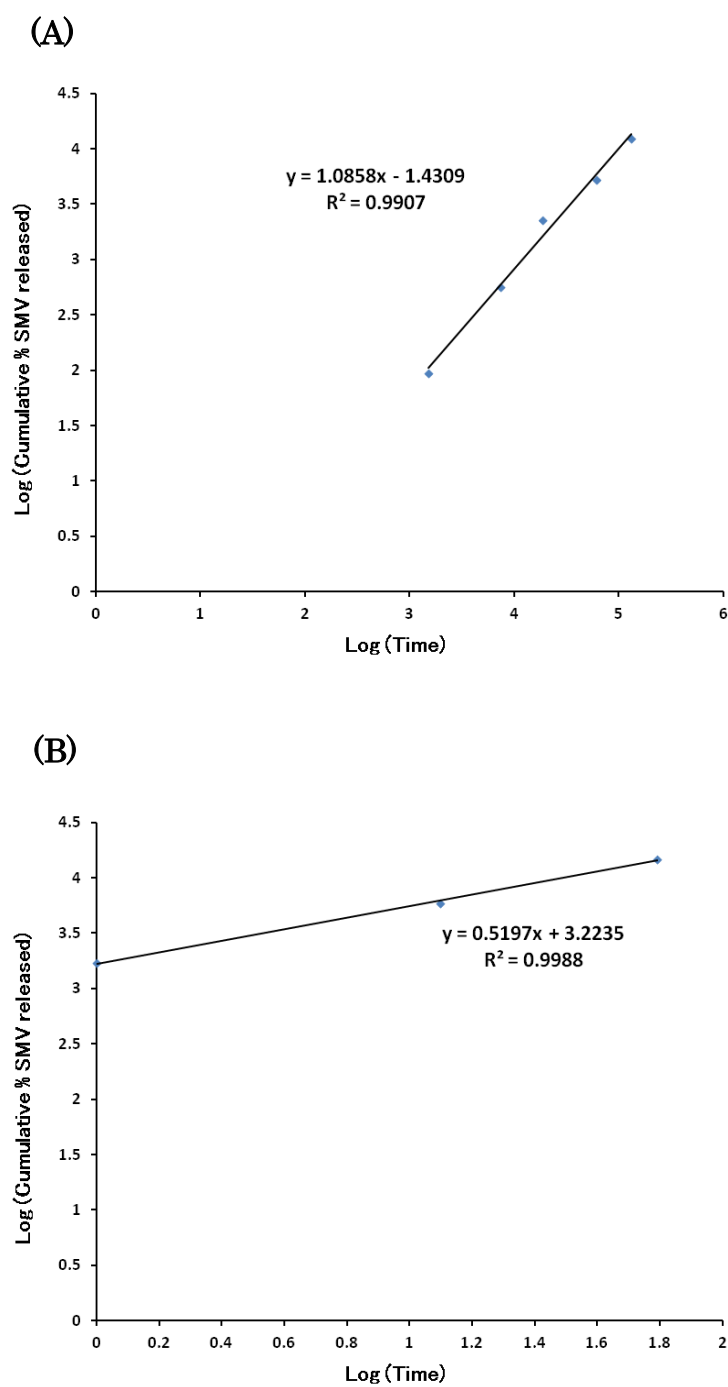 (A)
4.5
4
3.5
3
2.5
2
1.5
1
0.5
0
y = 1.0858x - 1.4309
R² = 0.9907
0 1 2 3 4 5 6
Log (Time)
Log (Cumulative % SMV released)
(B)
4.5
4
3.5
3
2.5
2
1.5
1
0.5
0
y = 0.5197x + 3.2235
R² = 0.9988
0 0.2 0.4 0.6 0.8 1 1.2 1.4 1.6 1.8 2
Log (Time)
Log (Cumulative % SMV released)